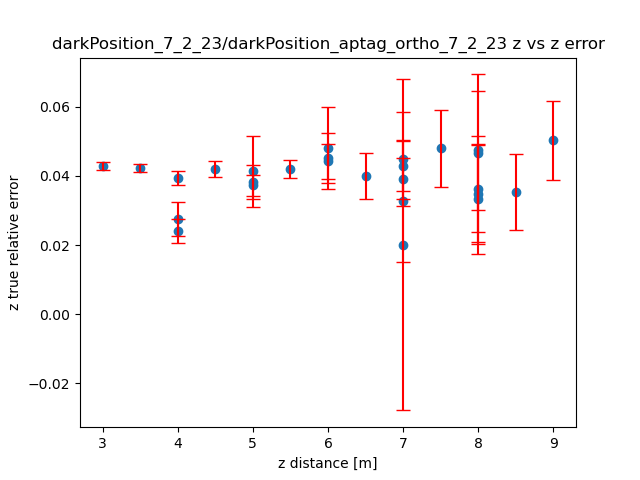 darkPosition_7_2_23/darkPosition_aptag_ortho_7_2_23 z vs z error
0.06
0.04
0.02
0.00
−0.02
z true relative error
3 4 5 6 7 8 9
z distance [m]